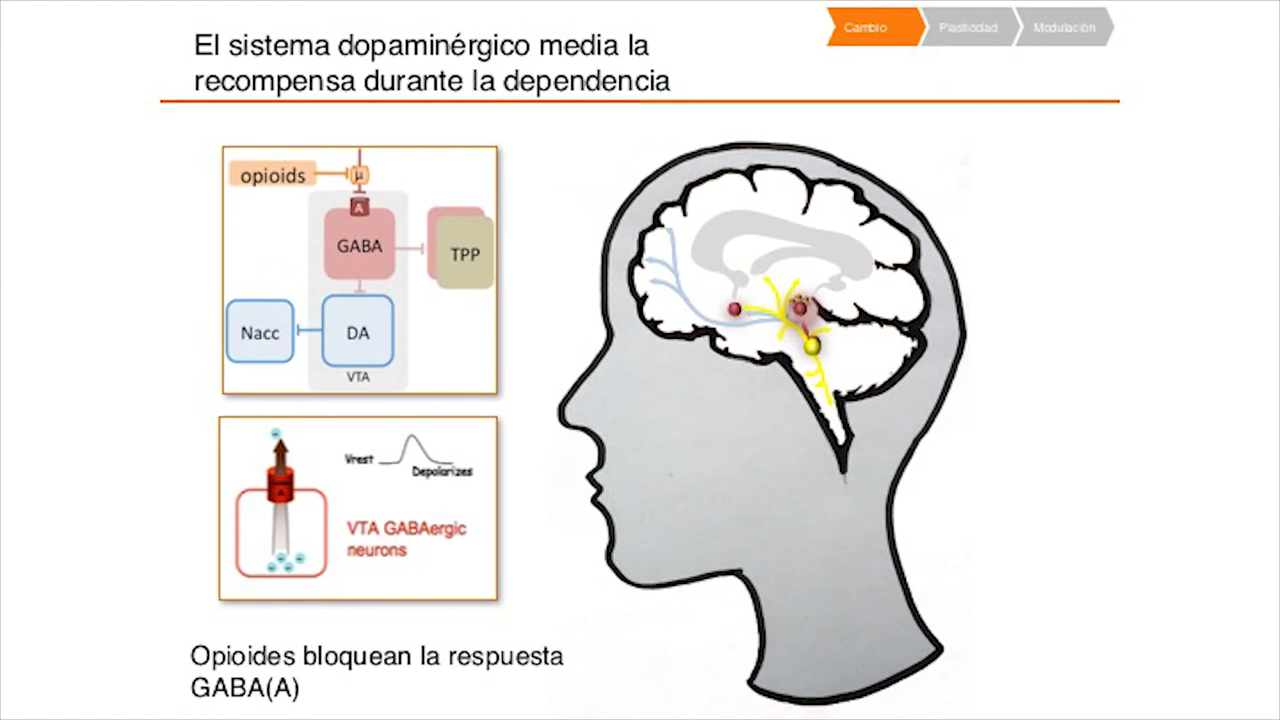 Cambio
Plasticidad
Modulación
El sistema dopaminérgico media la
recompensa durante la dependencia
opioids
μ
A
GABA
TPP
Nacc
DA
VTA
Vrest
Depolarizes
A
VTA GABAergic
neurons
Opioides bloquean la respuesta
GABA(A)